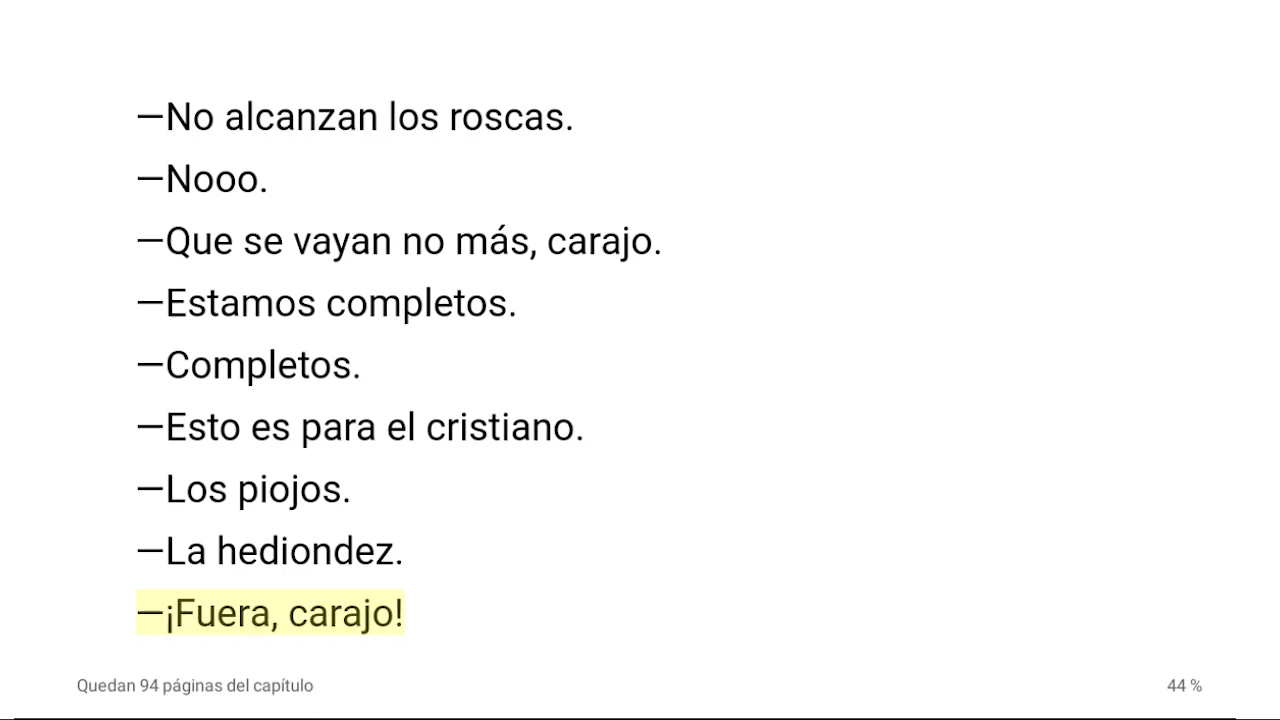 —No alcanzan los roscas.
—Nooo.
—Que se vayan no más, carajo.
—Estamos completos.
—Completos.
—Esto es para el cristiano.
—Los piojos.
—La hediondez.
—¡Fuera, carajo!
Quedan 94 páginas del capítulo
44 %